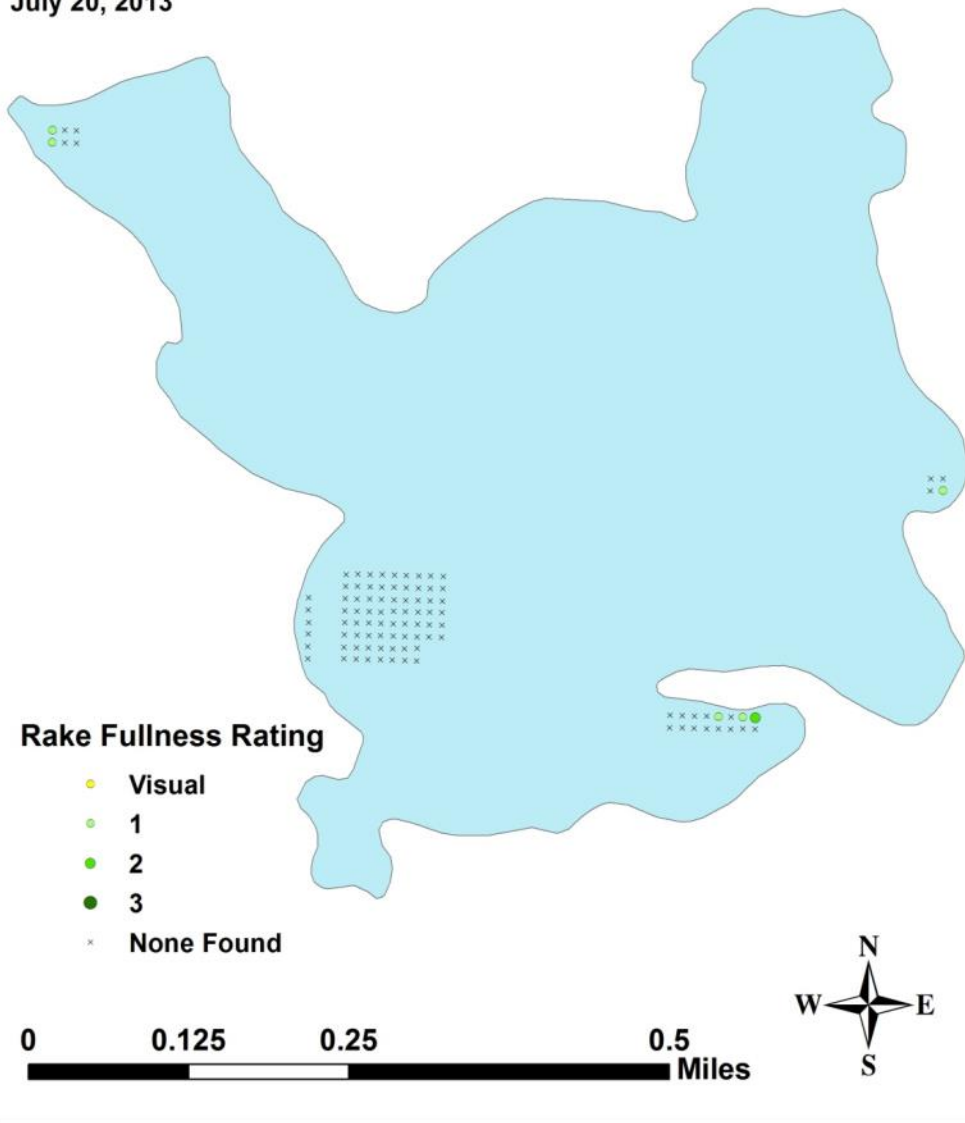 July 20, 2013
Rake Fullness Rating
Visual
1
2
3
None Found
N
W E
S
0 0.125 0.25 0.5
Miles